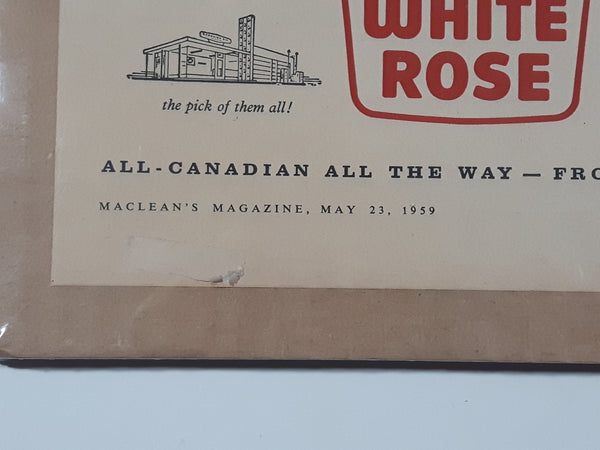 WHITE
ROSE
the pick of them all!
ALL-CANADIAN ALL THE WAY — FRO
MACLEAN'S MAGAZINE, MAY 23, 1959